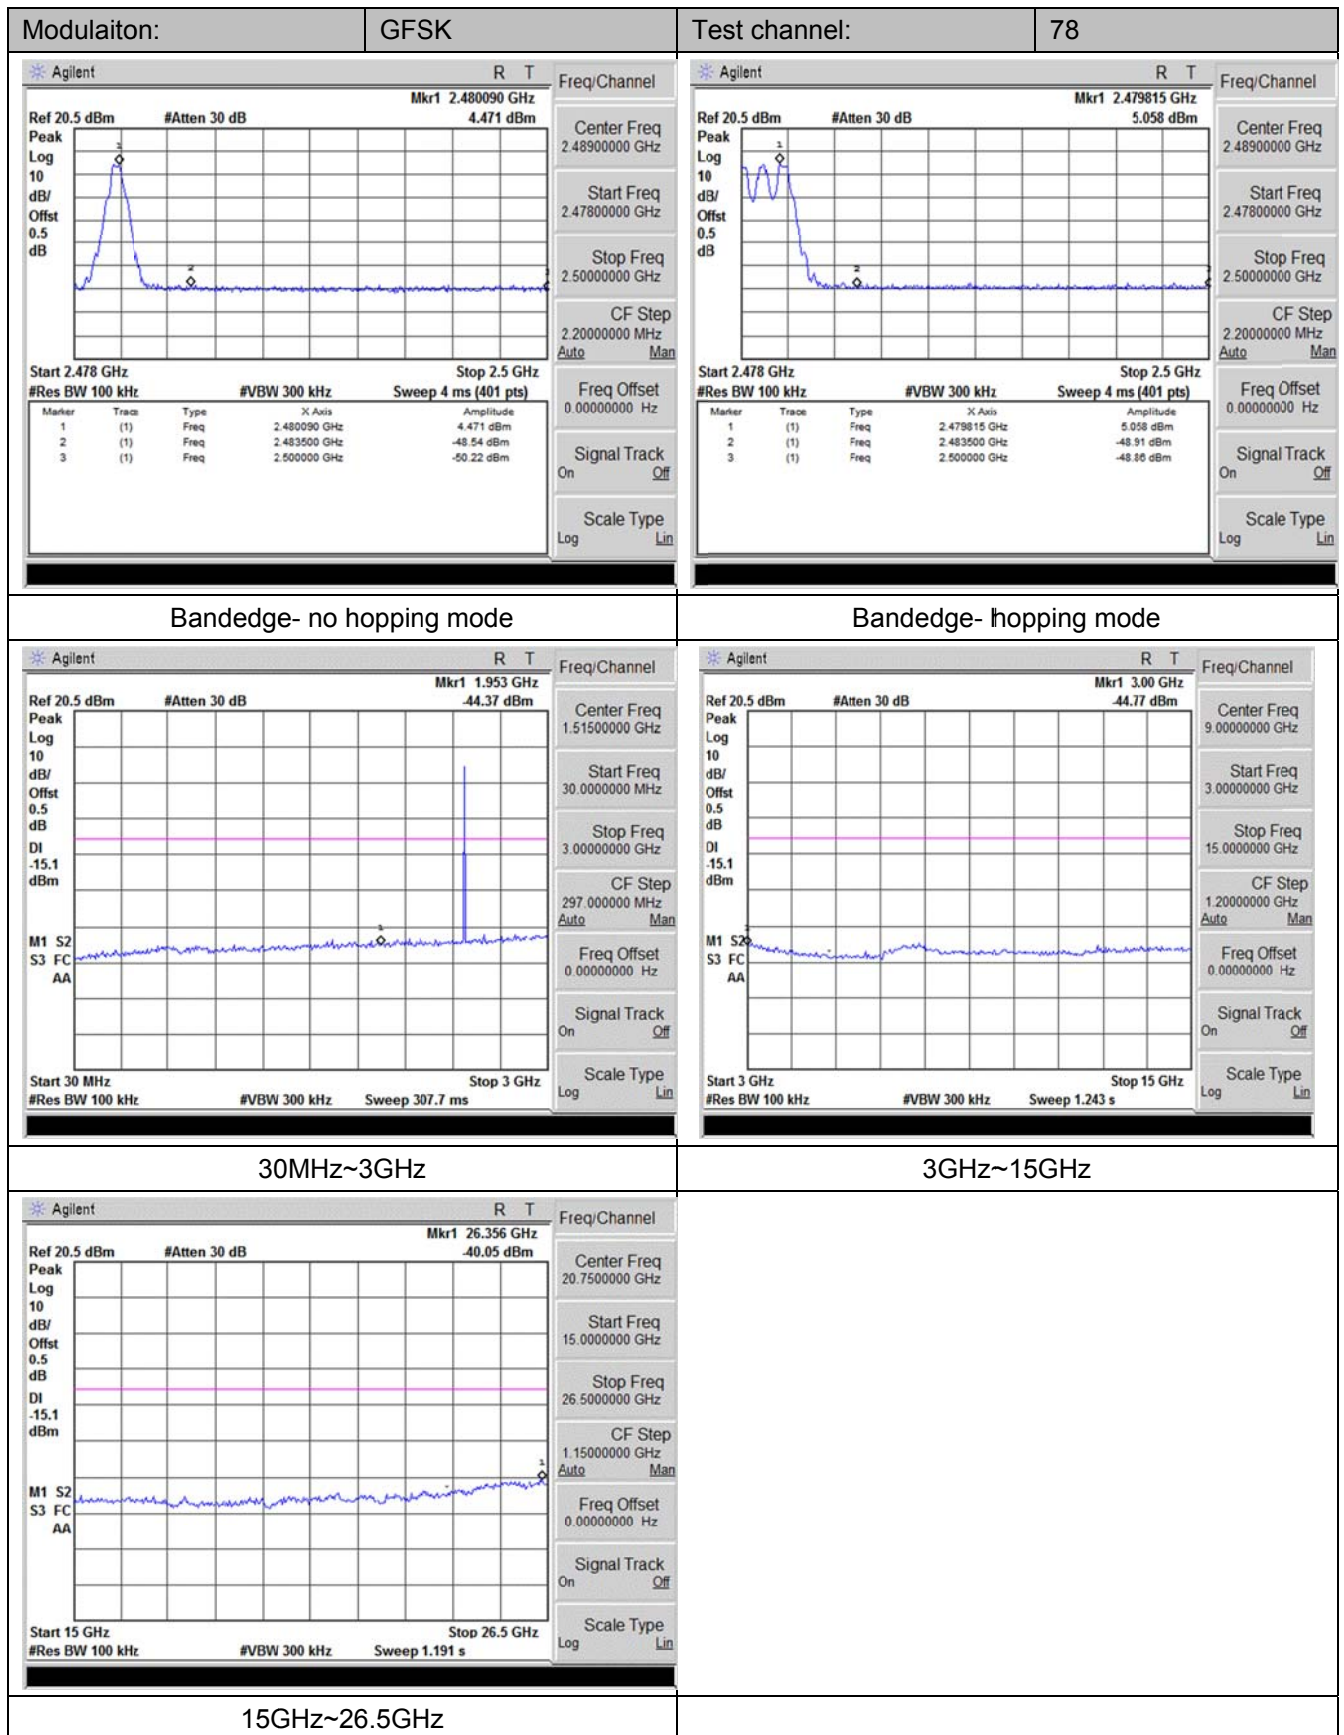 Modulaiton: GFSK Test channel: 78
Agilent R T
Mkr1 2.480090 GHz
Ref 20.5 dBm #Atten 30 dB 4.471 dBm
Peak
Log
10
dB/
Offst
0.5
dB
1
2
Start 2.478 GHz Stop 2.5 GHz
#Res BW 100 kHz #VBW 300 kHz Sweep 4 ms (401 pts)
Marker Trace Type X Axis Amplitude
1 (1) Freq 2.480090 GHz 4.471 dBm
2 (1) Freq 2.483500 GHz -48.54 dBm
3 (1) Freq 2.500000 GHz -50.22 dBm
Freq/Channel
Center Freq
2.48900000 GHz
Start Freq
2.47800000 GHz
Stop Freq
2.50000000 GHz
CF Step
2.20000000 MHz
Auto Man
Freq Offset
0.00000000 Hz
Signal Track
On Off
Scale Type
Log Lin
Agilent R T
Mkr1 2.479815 GHz
Ref 20.5 dBm #Atten 30 dB 5.058 dBm
Peak
Log
10
dB/
Offst
0.5
dB
1
2
Start 2.478 GHz Stop 2.5 GHz
#Res BW 100 kHz #VBW 300 kHz Sweep 4 ms (401 pts)
Marker Trace Type X Axis Amplitude
1 (1) Freq 2.479815 GHz 5.058 dBm
2 (1) Freq 2.483500 GHz -48.91 dBm
3 (1) Freq 2.500000 GHz -48.86 dBm
Freq/Channel
Center Freq
2.48900000 GHz
Start Freq
2.47800000 GHz
Stop Freq
2.50000000 GHz
CF Step
2.20000000 MHz
Auto Man
Freq Offset
0.00000000 Hz
Signal Track
On Off
Scale Type
Log Lin
Bandedge- no hopping mode Bandedge- hopping mode
Agilent R T
Mkr1 1.953 GHz
Ref 20.5 dBm #Atten 30 dB -44.37 dBm
Peak
Log
10
dB/
Offst
0.5
dB
DI
-15.1
dBm
1
M1 S2
S3 FC
AA
Start 30 MHz Stop 3 GHz
#Res BW 100 kHz #VBW 300 kHz Sweep 307.7 ms
Freq/Channel
Center Freq
1.51500000 GHz
Start Freq
30.0000000 MHz
Stop Freq
3.00000000 GHz
CF Step
297.000000 MHz
Auto Man
Freq Offset
0.00000000 Hz
Signal Track
On Off
Scale Type
Log Lin
Agilent R T
Mkr1 3.00 GHz
Ref 20.5 dBm #Atten 30 dB -44.77 dBm
Peak
Log
10
dB/
Offst
0.5
dB
DI
-15.1
dBm
1
M1 S2
S3 FC
AA
Start 3 GHz Stop 15 GHz
#Res BW 100 kHz #VBW 300 kHz Sweep 1.243 s
Freq/Channel
Center Freq
9.00000000 GHz
Start Freq
3.00000000 GHz
Stop Freq
15.0000000 GHz
CF Step
1.20000000 GHz
Auto Man
Freq Offset
0.00000000 Hz
Signal Track
On Off
Scale Type
Log Lin
30MHz~3GHz 3GHz~15GHz
Agilent R T
Mkr1 26.356 GHz
Ref 20.5 dBm #Atten 30 dB -40.05 dBm
Peak
Log
10
dB/
Offst
0.5
dB
DI
-15.1
dBm
1
M1 S2
S3 FC
AA
Start 15 GHz Stop 26.5 GHz
#Res BW 100 kHz #VBW 300 kHz Sweep 1.191 s
Freq/Channel
Center Freq
20.7500000 GHz
Start Freq
15.0000000 GHz
Stop Freq
26.5000000 GHz
CF Step
1.15000000 GHz
Auto Man
Freq Offset
0.00000000 Hz
Signal Track
On Off
Scale Type
Log Lin
15GHz~26.5GHz